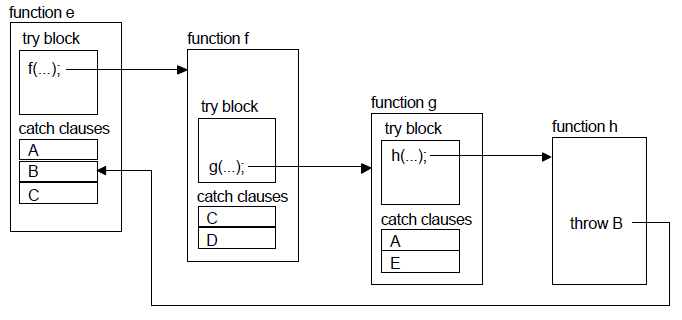 function e
try block
f(...);
catch clauses
A
B
C
function f
try block
g(...);
catch clauses
C
D
function g
try block
h(...);
catch clauses
A
E
function h
throw B